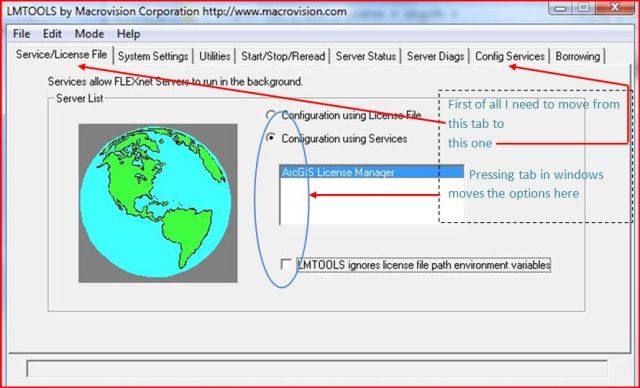 LMTOOLS by Macrovision Corporation http://www.macrovision.com
File Edit Mode Help
Service/License File System Settings Utilities Start/Stop/Reread Server Status Server Diags Config Services Borrowing
Services allow FLEXnet Servers to run in the background.
Server List
Configuration using License File
Configuration using Services
ArcGIS License Manager
LMTOOLS ignores license file path environment variables
First of all I need to move from
this tab to
this one
Pressing tab in windows
moves the options here